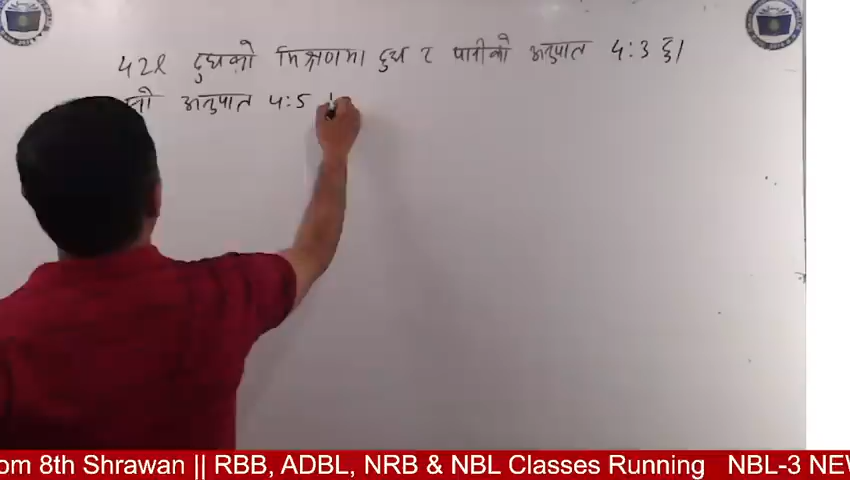 42l दुधको मिश्रणमा दुध र पानीको अनुपात 4:3 छ।
को अनुपात 4:5
om 8th Shrawan || RBB, ADBL, NRB & NBL Classes Running NBL-3 NEW